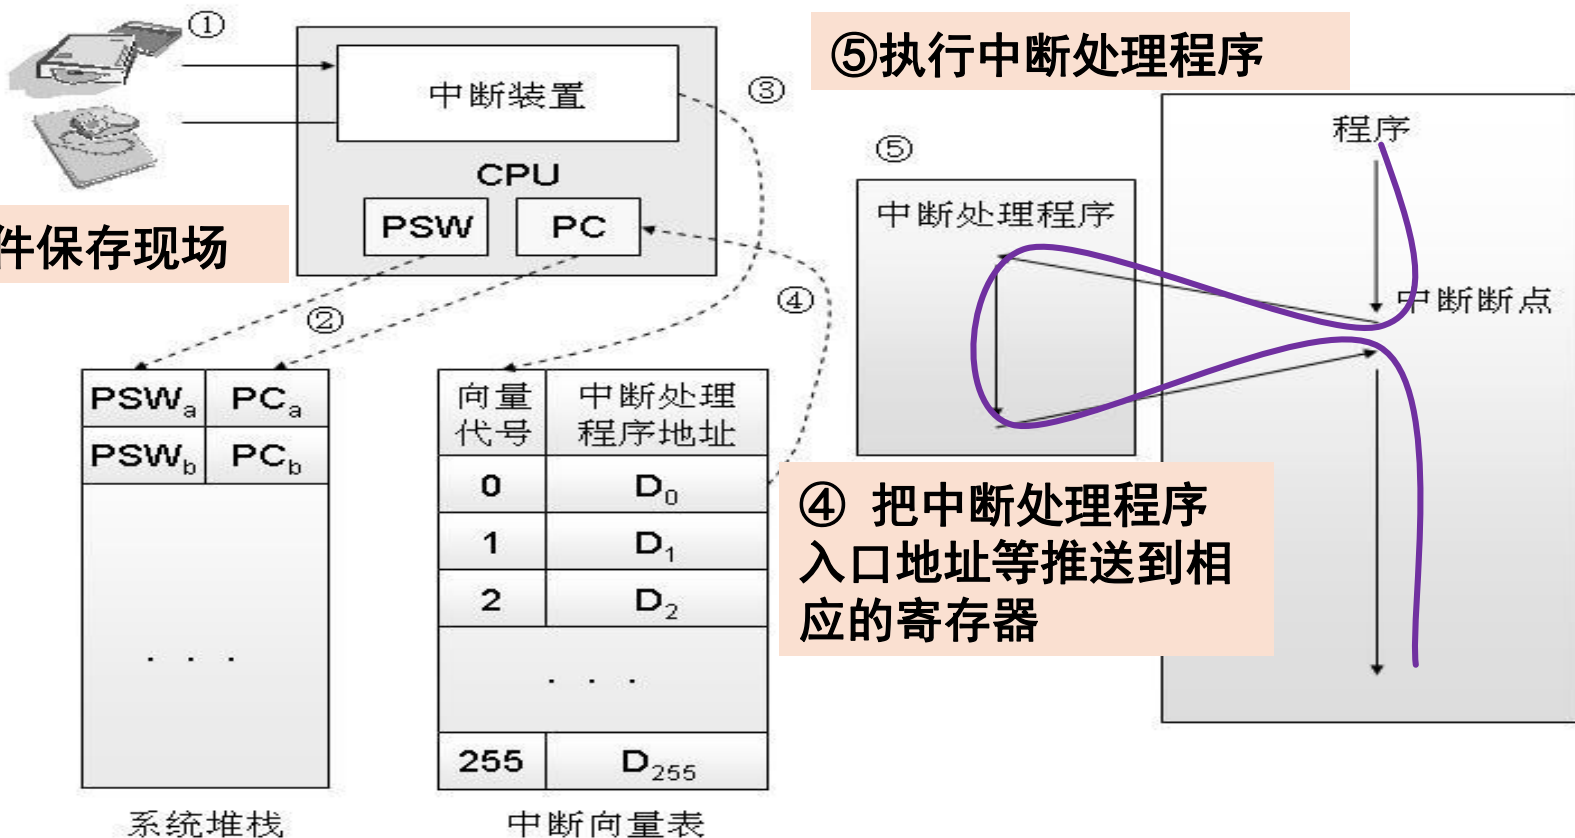 ①
⑤执行中断处理程序
中断装置
③
程序
⑤
CPU
中断处理程序
PSW
PC
件保存现场
④
中断断点
②
PSWₐ
PCₐ
向量代号
中断处理程序地址
PSW_b
PC_b
0
D₀
④ 把中断处理程序
入口地址等推送到相
应的寄存器
1
D₁
2
D₂
. . .
. . .
255
D₂₅₅
系统堆栈
中断向量表